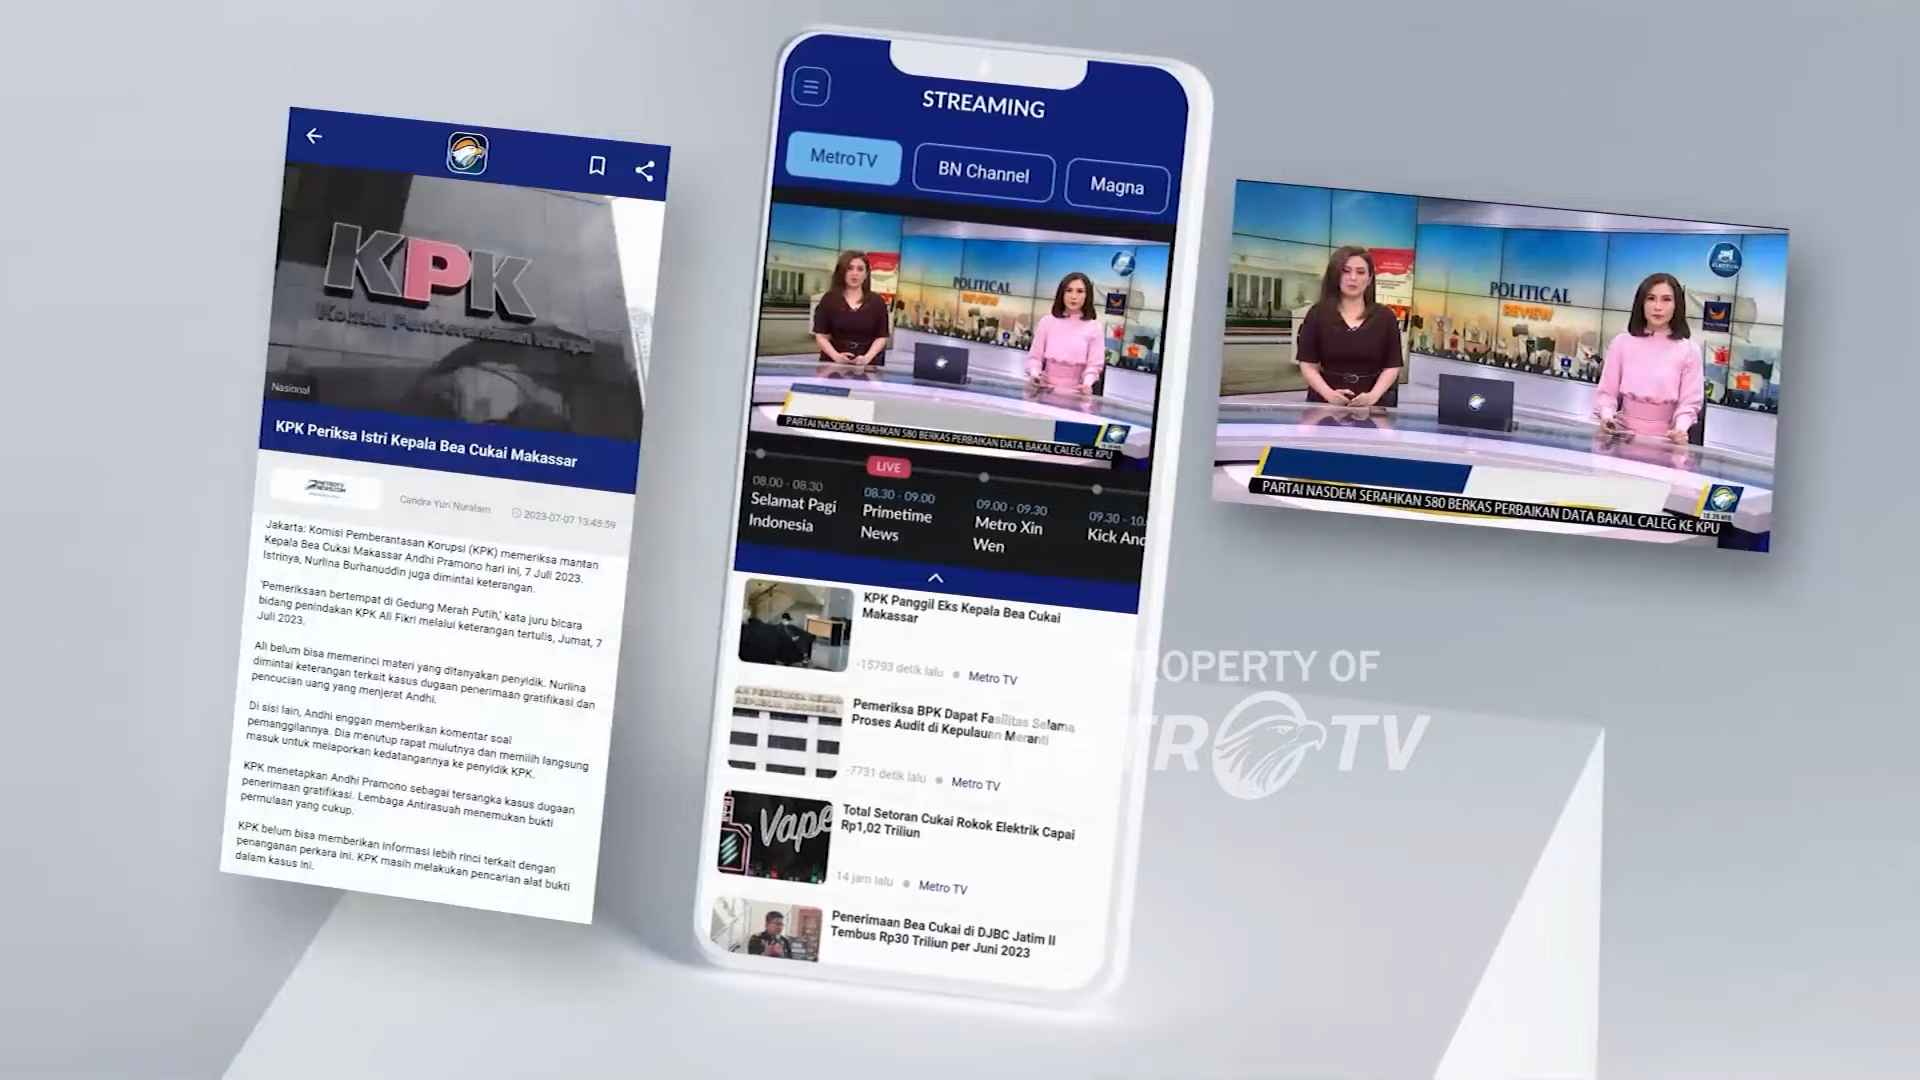 KPK
Komisi Pemberantasan Korupsi
Nasional
KPK Periksa Istri Kepala Bea Cukai Makassar
METROTV
NEWS.COM
Candra Yuri Nuralam
2023-07-07 13:45:59
Jakarta: Komisi Pemberantasan Korupsi (KPK) memeriksa mantan
Kepala Bea Cukai Makassar Andhi Pramono hari ini, 7 Juli 2023.
Istrinya, Nurlina Burhanuddin juga dimintai keterangan.
'Pemeriksaan bertempat di Gedung Merah Putih,' kata juru bicara
bidang penindakan KPK Ali Fikri melalui keterangan tertulis, Jumat, 7
Juli 2023.
Ali belum bisa memerinci materi yang ditanyakan penyidik. Nurlina
dimintai keterangan terkait kasus dugaan penerimaan gratifikasi dan
pencucian uang yang menjerat Andhi.
Di sisi lain, Andhi enggan memberikan komentar soal
pemanggilannya. Dia menutup rapat mulutnya dan memilih langsung
masuk untuk melaporkan kedatangannya ke penyidik KPK.
KPK menetapkan Andhi Pramono sebagai tersangka kasus dugaan
penerimaan gratifikasi. Lembaga Antirasuah menemukan bukti
permulaan yang cukup.
KPK belum bisa memberikan informasi lebih rinci terkait dengan
penanganan perkara ini. KPK masih melakukan pencarian alat bukti
dalam kasus ini.
STREAMING
MetroTV
BN Channel
Magna
POLITICAL
REVIEW
PARTAI NASDEM SERAHKAN 580 BERKAS PERBAIKAN DATA BAKAL CALEG KE KPU
LIVE
08.00 - 08.30
Selamat Pagi
Indonesia
08.30 - 09.00
Primetime
News
09.00 - 09.30
Metro Xin
Wen
09.30 - 10.
Kick And
KPK Panggil Eks Kepala Bea Cukai
Makassar
-15793 detik lalu
Metro TV
Pemeriksa BPK Dapat Fasilitas Selama
Proses Audit di Kepulauan Meranti
-7731 detik lalu
Metro TV
Vape
Total Setoran Cukai Rokok Elektrik Capai
Rp1,02 Triliun
14 jam lalu
Metro TV
Penerimaan Bea Cukai di DJBC Jatim II
Tembus Rp30 Triliun per Juni 2023
POLITICAL
REVIEW
PARTAI NASDEM SERAHKAN 580 BERKAS PERBAIKAN DATA BAKAL CALEG KE KPU
PROPERTY OF
METRO TV